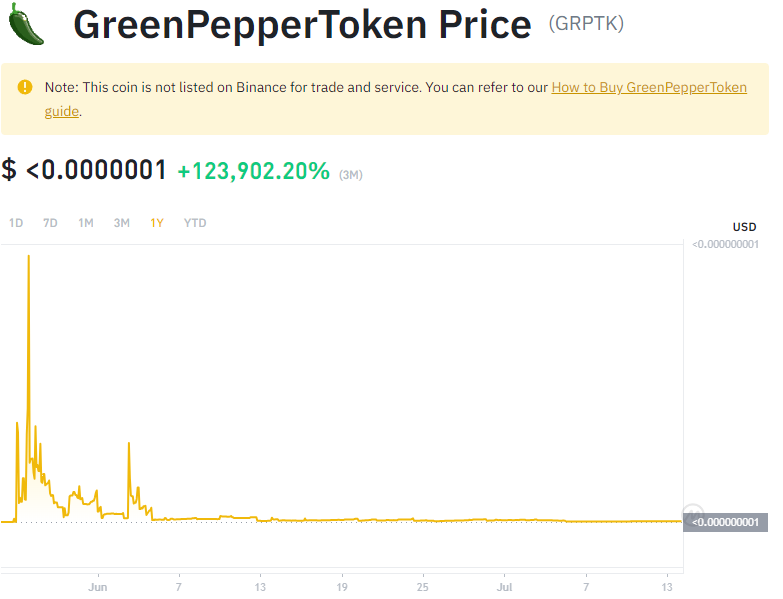 GreenPepperToken Price (GRPTK)
Note: This coin is not listed on Binance for trade and service. You can refer to our How to Buy GreenPepperToken
guide.
$ <0.0000001 +123,902.20% (3M)
1D 7D 1M 3M 1Y YTD
USD
<0.000000001
<0.000000001
Jun 7 13 19 25 Jul 7 13